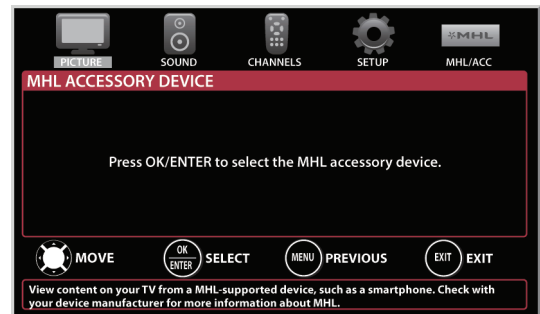 MHL
PICTURE SOUND CHANNELS SETUP MHL/ACC
MHL ACCESSORY DEVICE
Press OK/ENTER to select the MHL accessory device.
MOVE OK ENTER SELECT MENU PREVIOUS EXIT EXIT
View content on your TV from a MHL-supported device, such as a smartphone. Check with
your device manufacturer for more information about MHL.